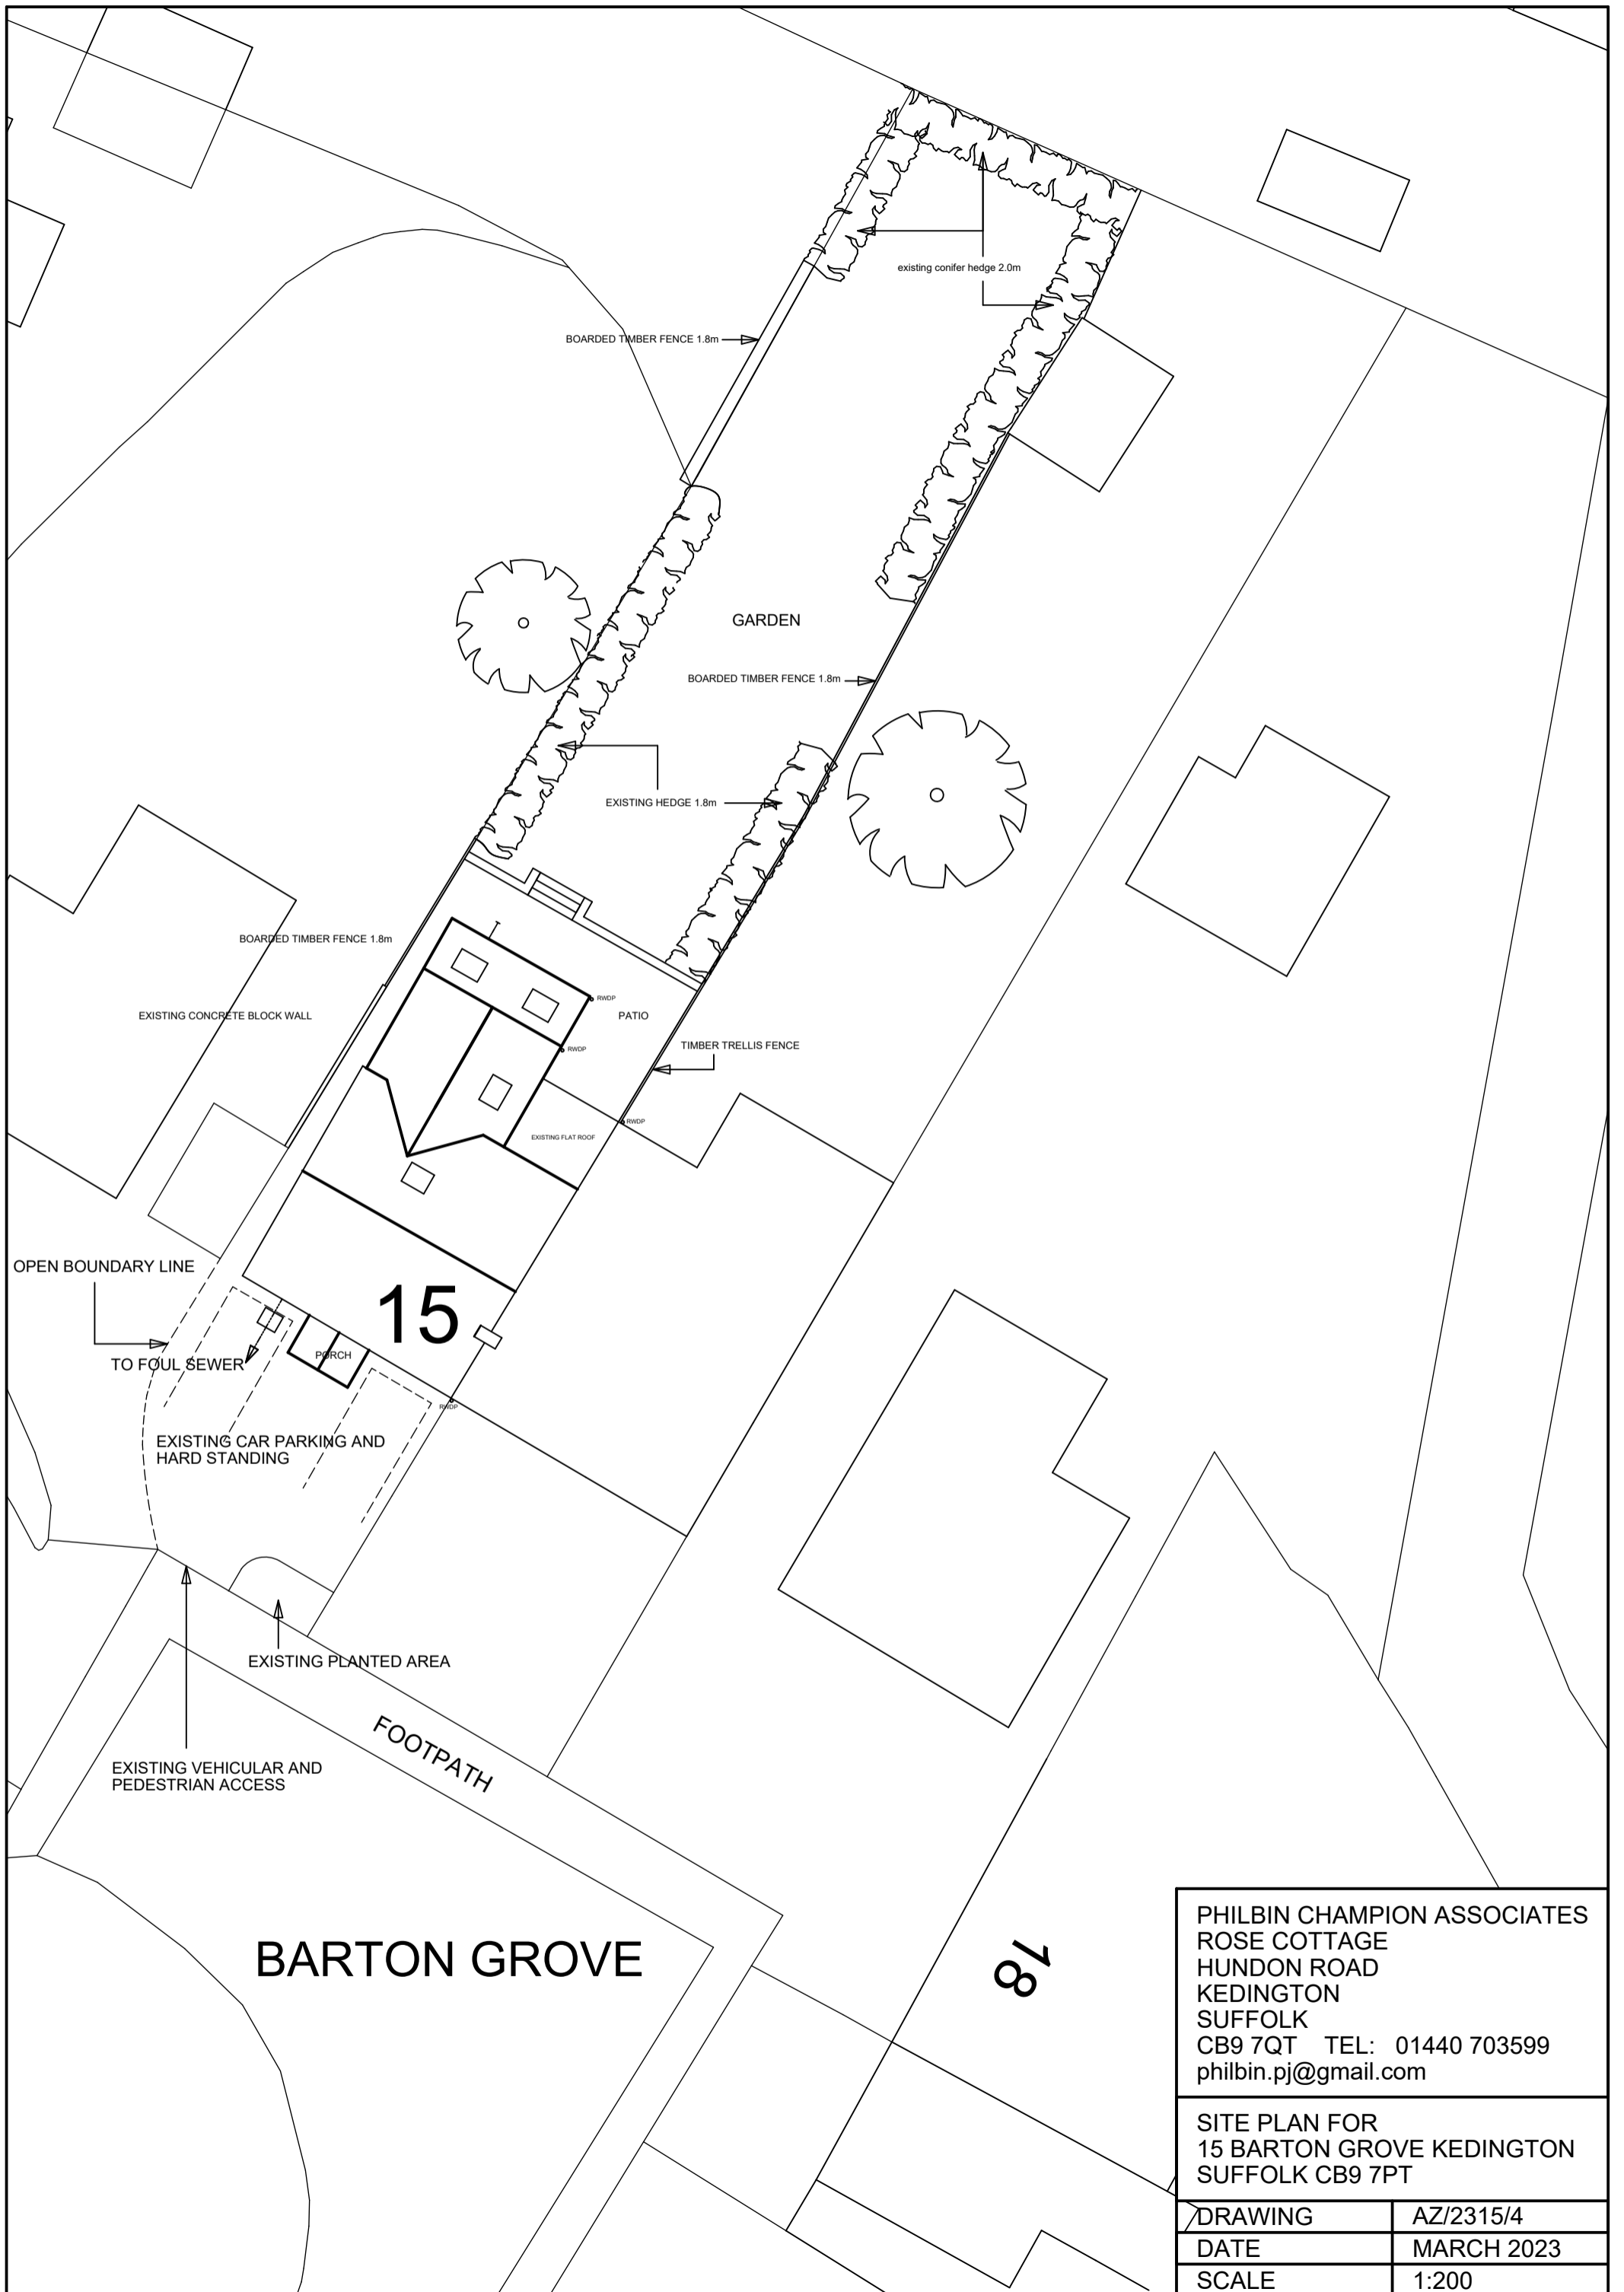 existing conifer hedge 2.0m
BOARDED TIMBER FENCE 1.8m
GARDEN
BOARDED TIMBER FENCE 1.8m
EXISTING HEDGE 1.8m
BOARDED TIMBER FENCE 1.8m
RWDP
EXISTING CONCRETE BLOCK WALL
PATIO
RWDP
TIMBER TRELLIS FENCE
RWDP
EXISTING FLAT ROOF
OPEN BOUNDARY LINE
15
TO FOUL SEWER
PORCH
RWDP
EXISTING CAR PARKING AND
HARD STANDING
EXISTING PLANTED AREA
FOOTPATH
EXISTING VEHICULAR AND
PEDESTRIAN ACCESS
BARTON GROVE
18
PHILBIN CHAMPION ASSOCIATES
ROSE COTTAGE
HUNDON ROAD
KEDINGTON
SUFFOLK
CB9 7QT TEL: 01440 703599
philbin.pj@gmail.com
SITE PLAN FOR
15 BARTON GROVE KEDINGTON
SUFFOLK CB9 7PT
DRAWING AZ/2315/4
DATE MARCH 2023
SCALE 1:200